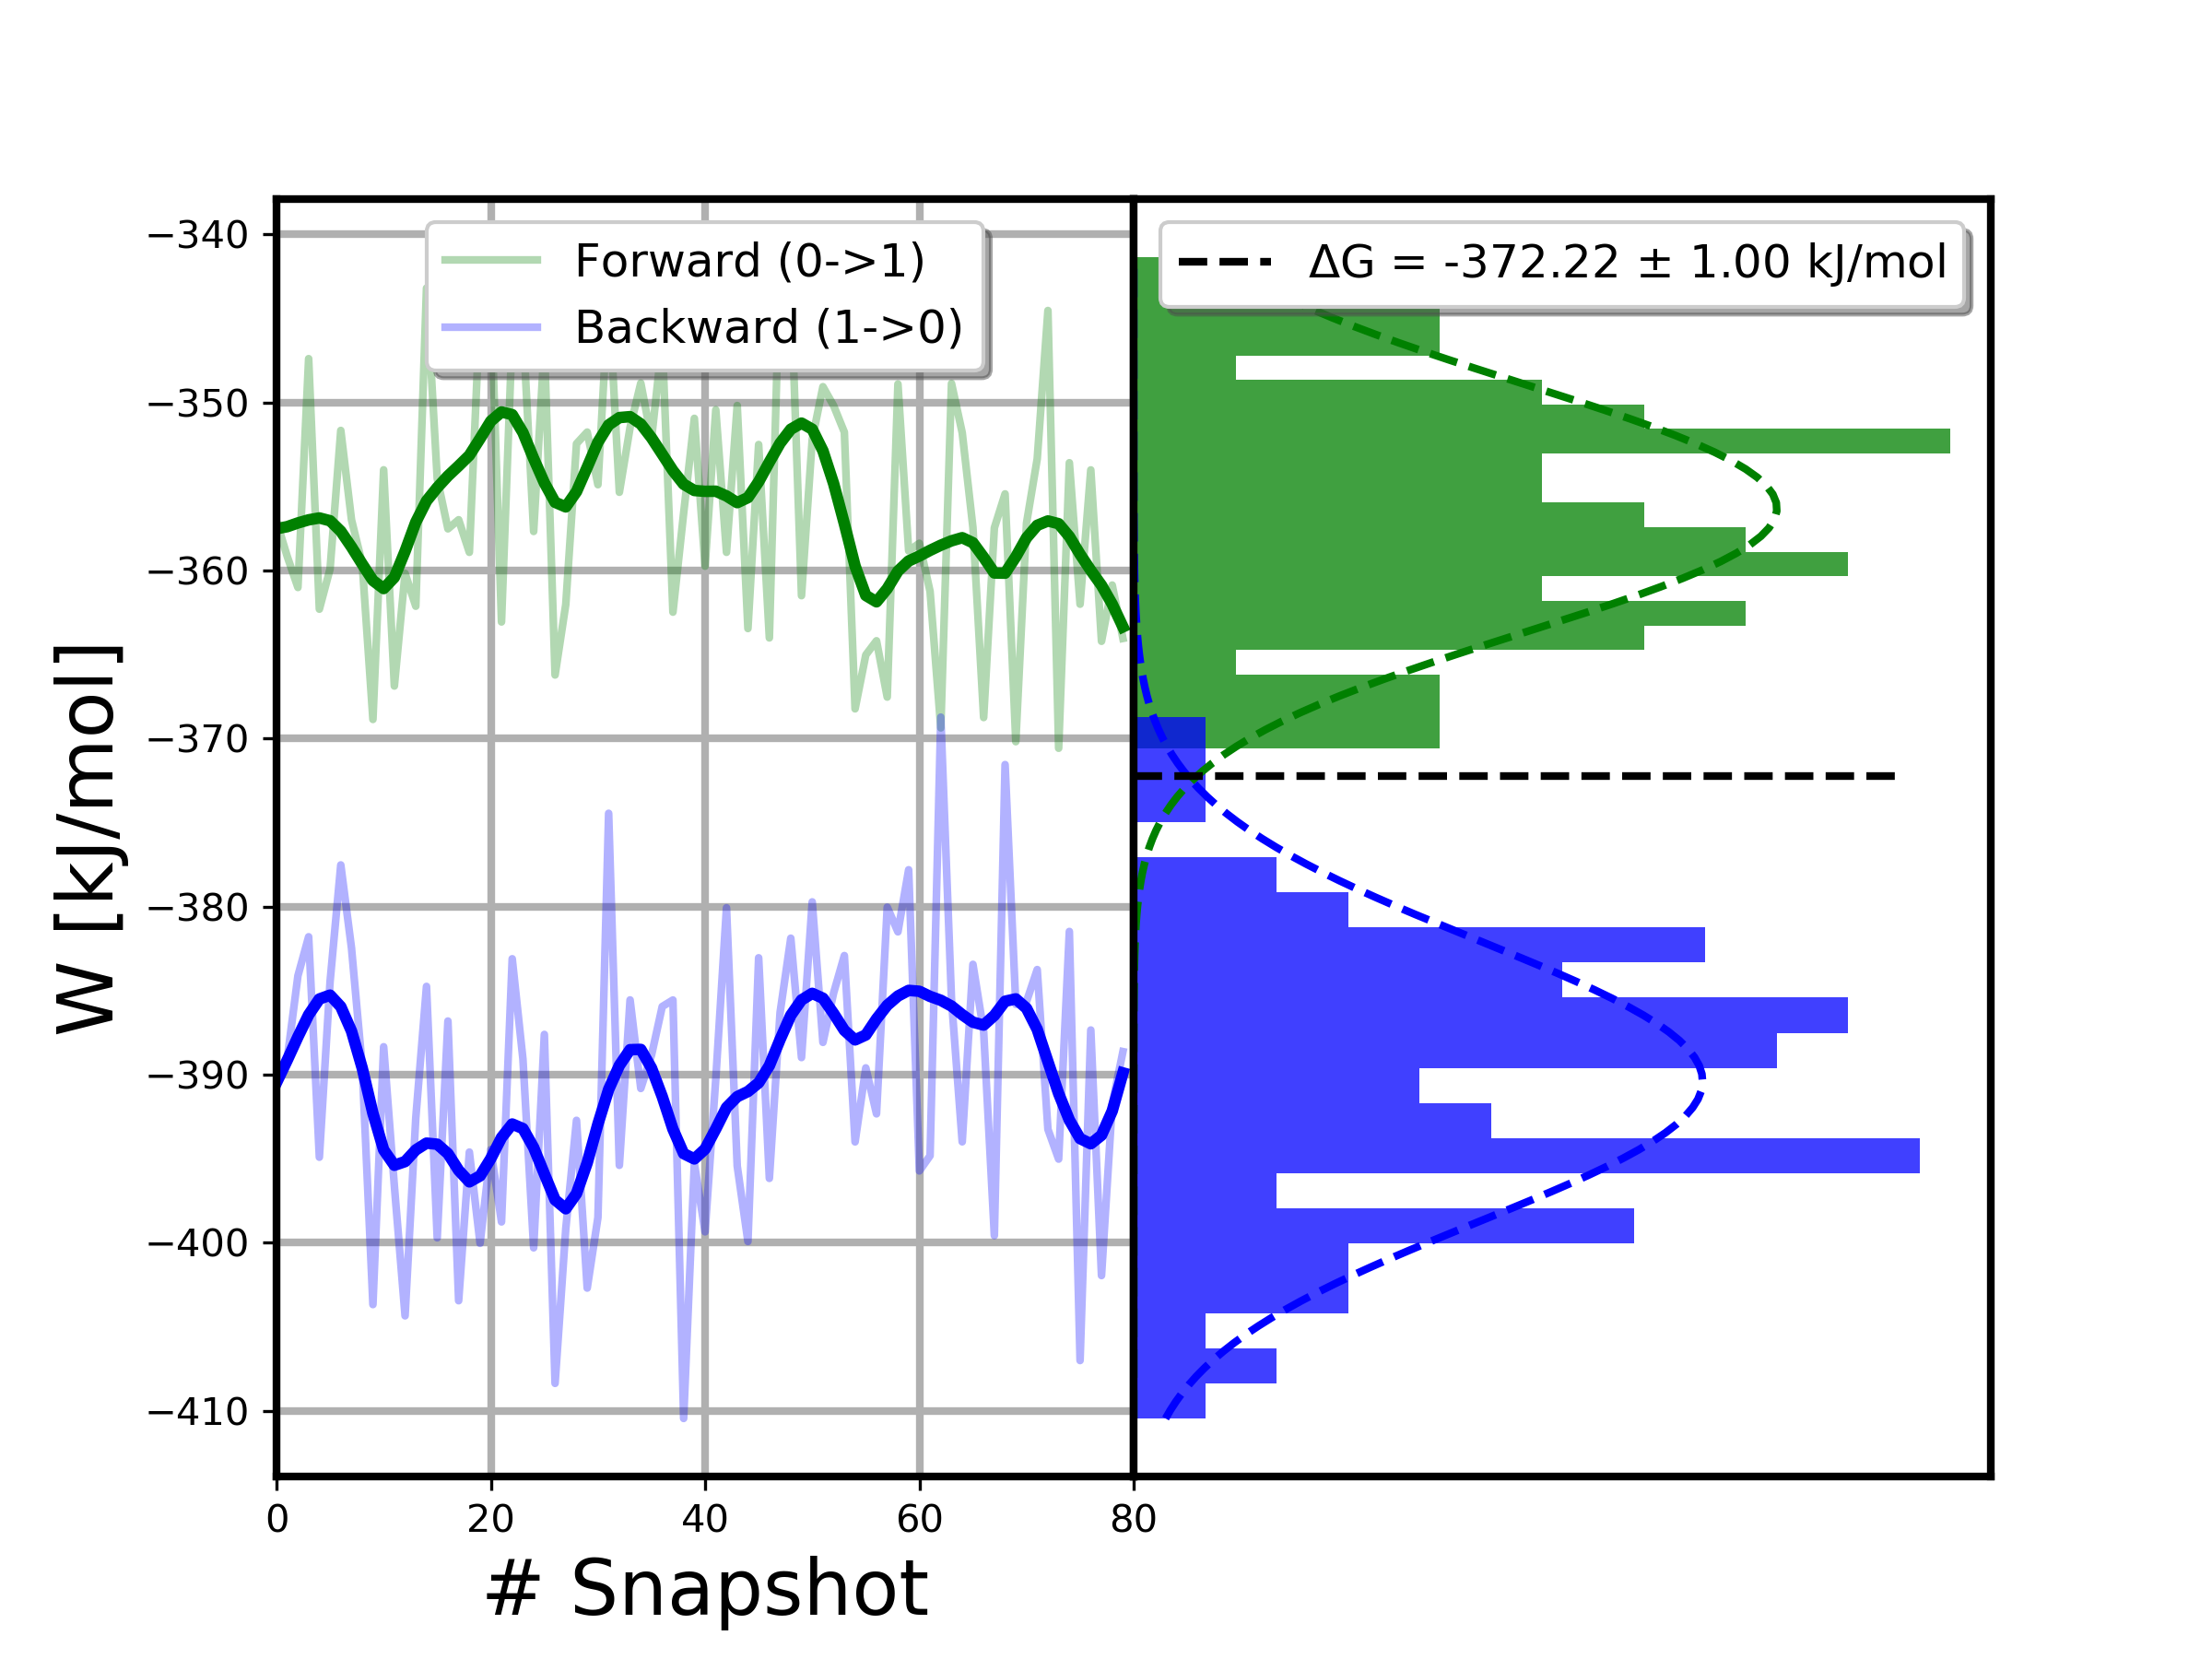 Forward (0->1)
Backward (1->0)
ΔG = -372.22 ± 1.00 kJ/mol
W [kJ/mol]
−340
−350
−360
−370
−380
−390
−400
−410
0 20 40 60 80
# Snapshot